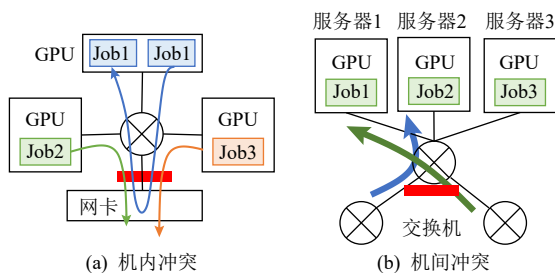 GPU
Job1
Job1
GPU
Job2
GPU
Job3
网卡
(a) 机内冲突
服务器1
服务器2
服务器3
GPU
Job1
GPU
Job2
GPU
Job3
交换机
(b) 机间冲突